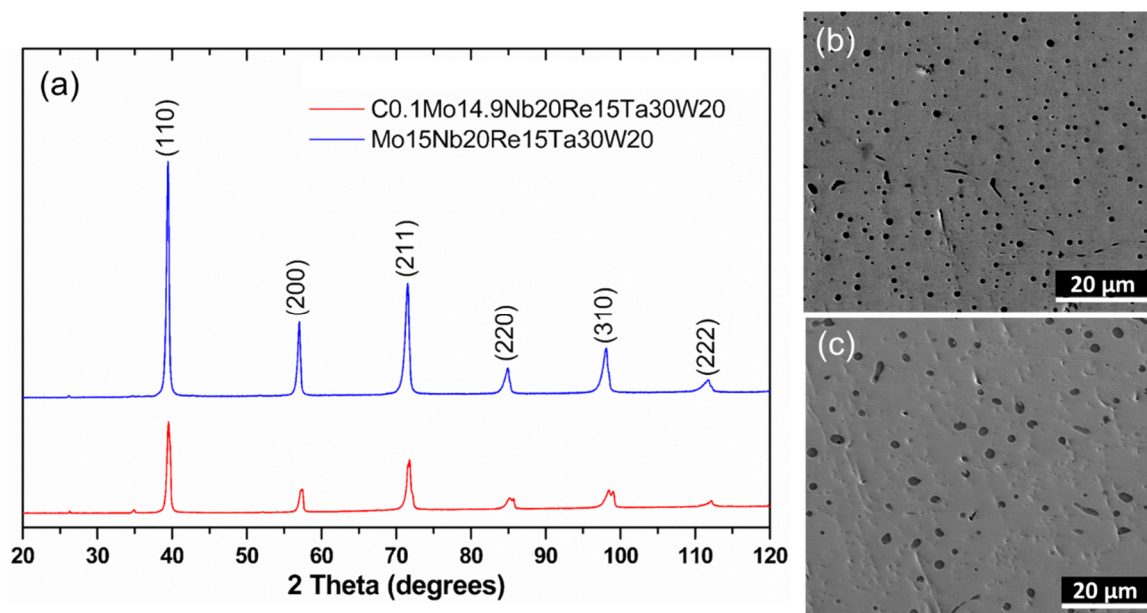 (a)
C0.1Mo14.9Nb20Re15Ta30W20
Mo15Nb20Re15Ta30W20
(110)
(200)
(211)
(220)
(310)
(222)
20 30 40 50 60 70 80 90 100 110 120
2 Theta (degrees)
(b)
20 μm
(c)
20 μm